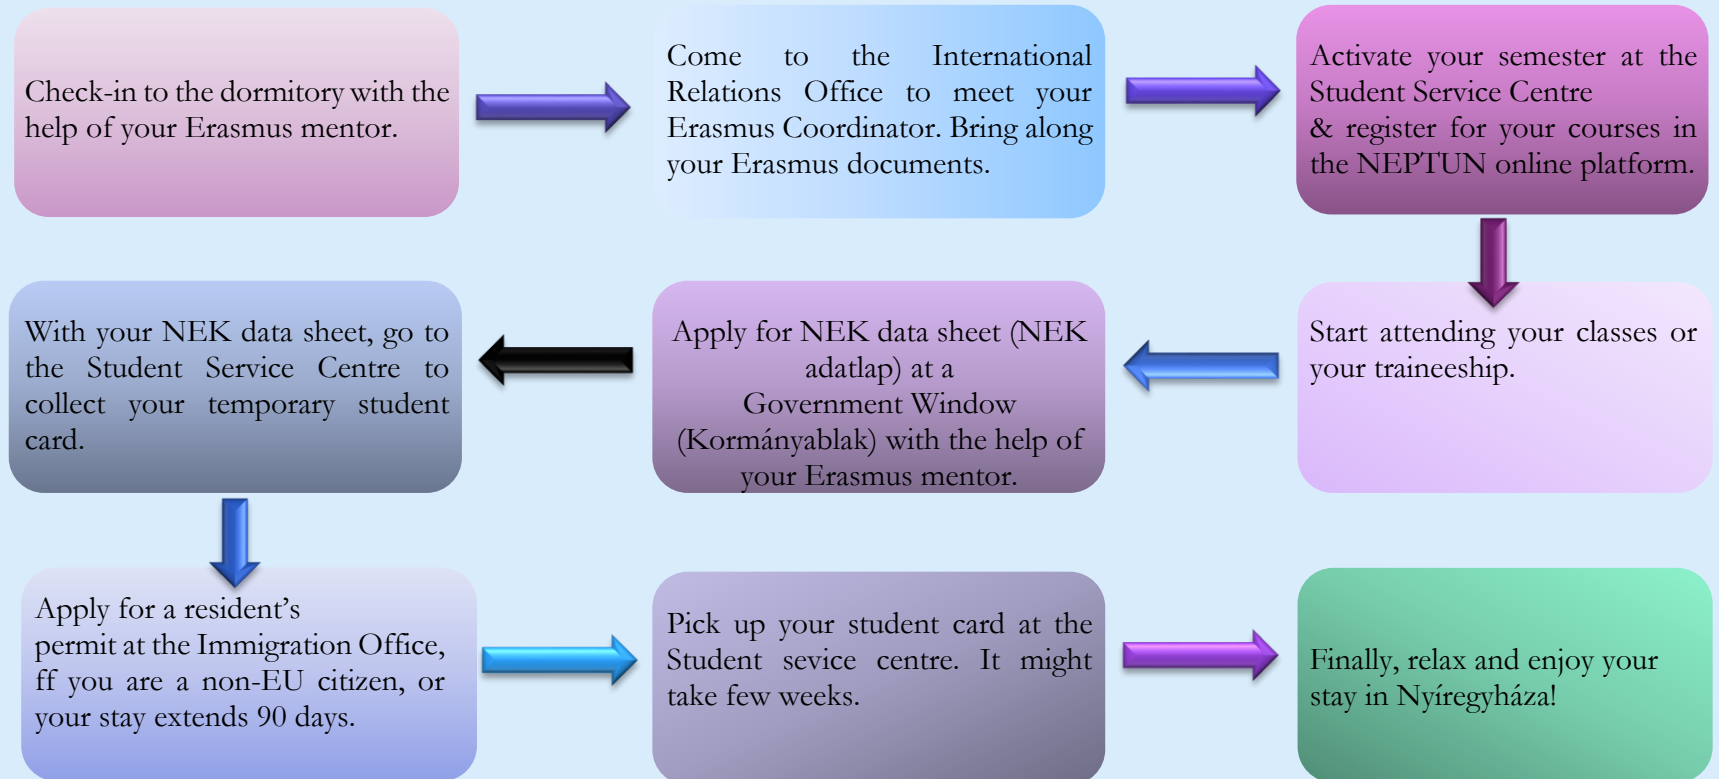 Check-in to the dormitory with the
help of your Erasmus mentor.
Come to the International
Relations Office to meet your
Erasmus Coordinator. Bring along
your Erasmus documents.
Activate your semester at the
Student Service Centre
& register for your courses in
the NEPTUN online platform.
Start attending your classes or
your traineeship.
Apply for NEK data sheet (NEK
adatlap) at a
Government Window
(Kormányablak) with the help of
your Erasmus mentor.
With your NEK data sheet, go to
the Student Service Centre to
collect your temporary student
card.
Apply for a resident’s
permit at the Immigration Office,
ff you are a non-EU citizen, or
your stay extends 90 days.
Pick up your student card at the
Student sevice centre. It might
take few weeks.
Finally, relax and enjoy your
stay in Nyíregyháza!